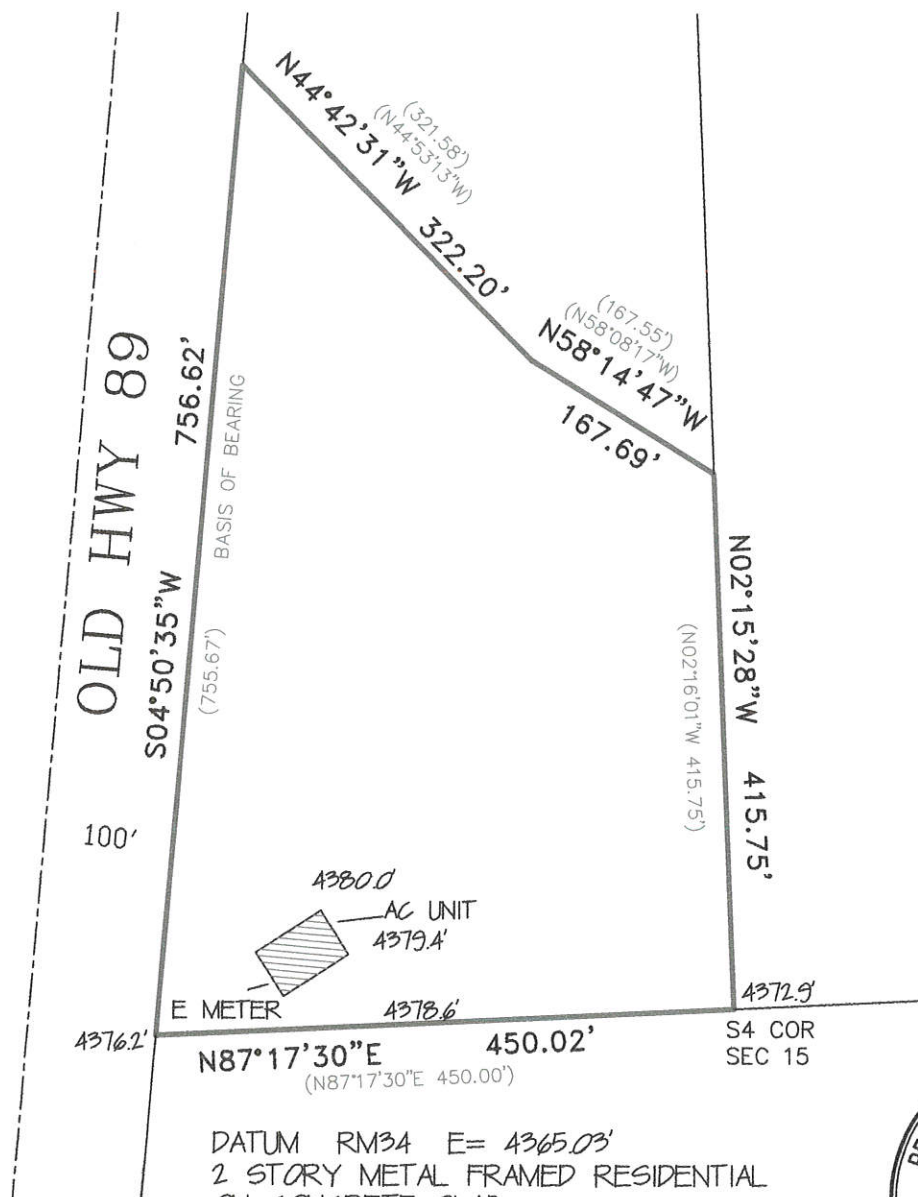 N44°42'31"W 322.20'
(321.58')
(N44°53'13"W)
(167.55')
(N58°08'17"W)
N58°14'47"W
167.69'
OLD HWY 89
S04°50'35"W 756.62'
(755.67') BASIS OF BEARING
N02°15'28"W 415.75'
(N02°16'01"W 415.75')
100'
4380.0'
AC UNIT
4379.4'
E METER
4378.6'
4372.9'
4376.2'
S4 COR
SEC 15
N87°17'30"E 450.02'
(N87°17'30"E 450.00')
DATUM RM34 E= 4365.03'
2 STORY METAL FRAMED RESIDENTIAL